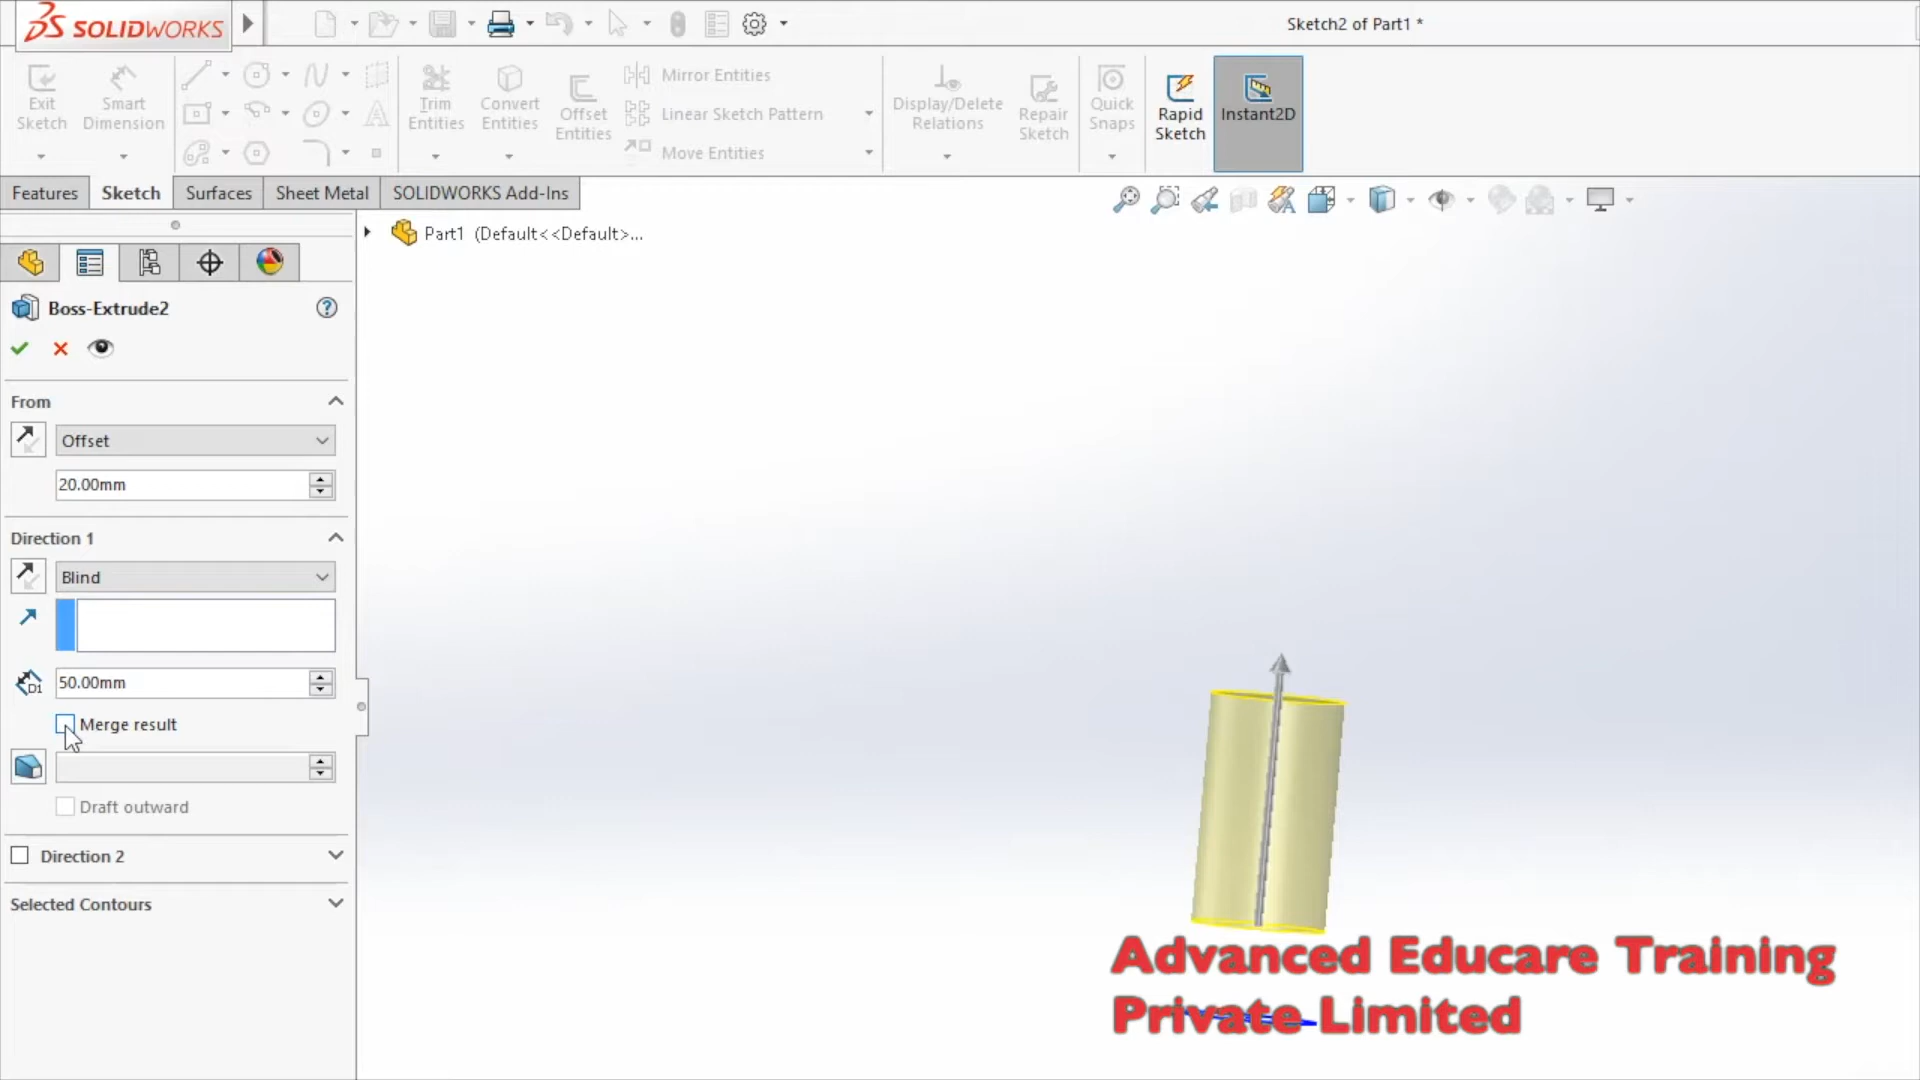 SOLIDWORKS
Sketch2 of Part1 *
Exit Sketch
Smart Dimension
Trim Entities
Convert Entities
Offset Entities
Mirror Entities
Linear Sketch Pattern
Move Entities
Display/Delete Relations
Repair Sketch
Quick Snaps
Rapid Sketch
Instant2D
Features
Sketch
Surfaces
Sheet Metal
SOLIDWORKS Add-Ins
Part1 (Default<<Default>...
Boss-Extrude2
From
Offset
20.00mm
Direction 1
Blind
D1
50.00mm
Merge result
Draft outward
Direction 2
Selected Contours
Advanced Educare Training
Private Limited